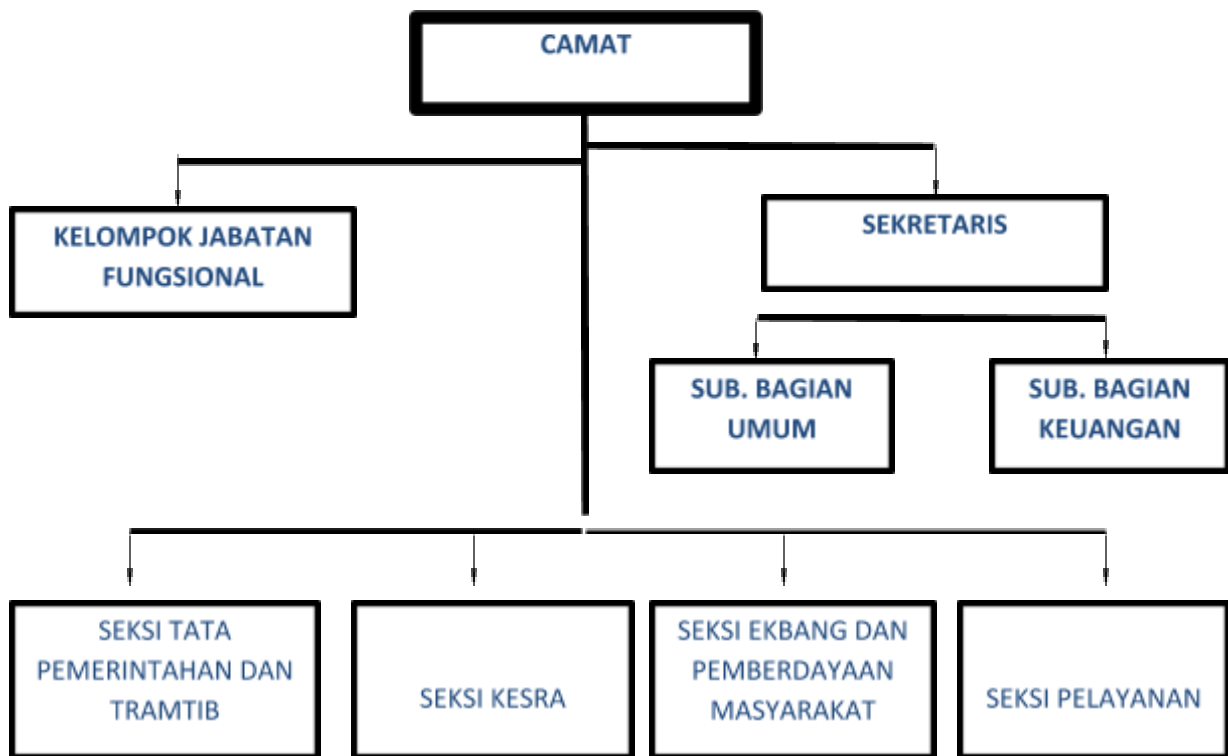 CAMAT
KELOMPOK JABATAN
FUNGSIONAL
SEKRETARIS
SUB. BAGIAN
UMUM
SUB. BAGIAN
KEUANGAN
SEKSI TATA
PEMERINTAHAN DAN
TRAMTIB
SEKSI KESRA
SEKSI EKBANG DAN
PEMBERDAYAAN
MASYARAKAT
SEKSI PELAYANAN